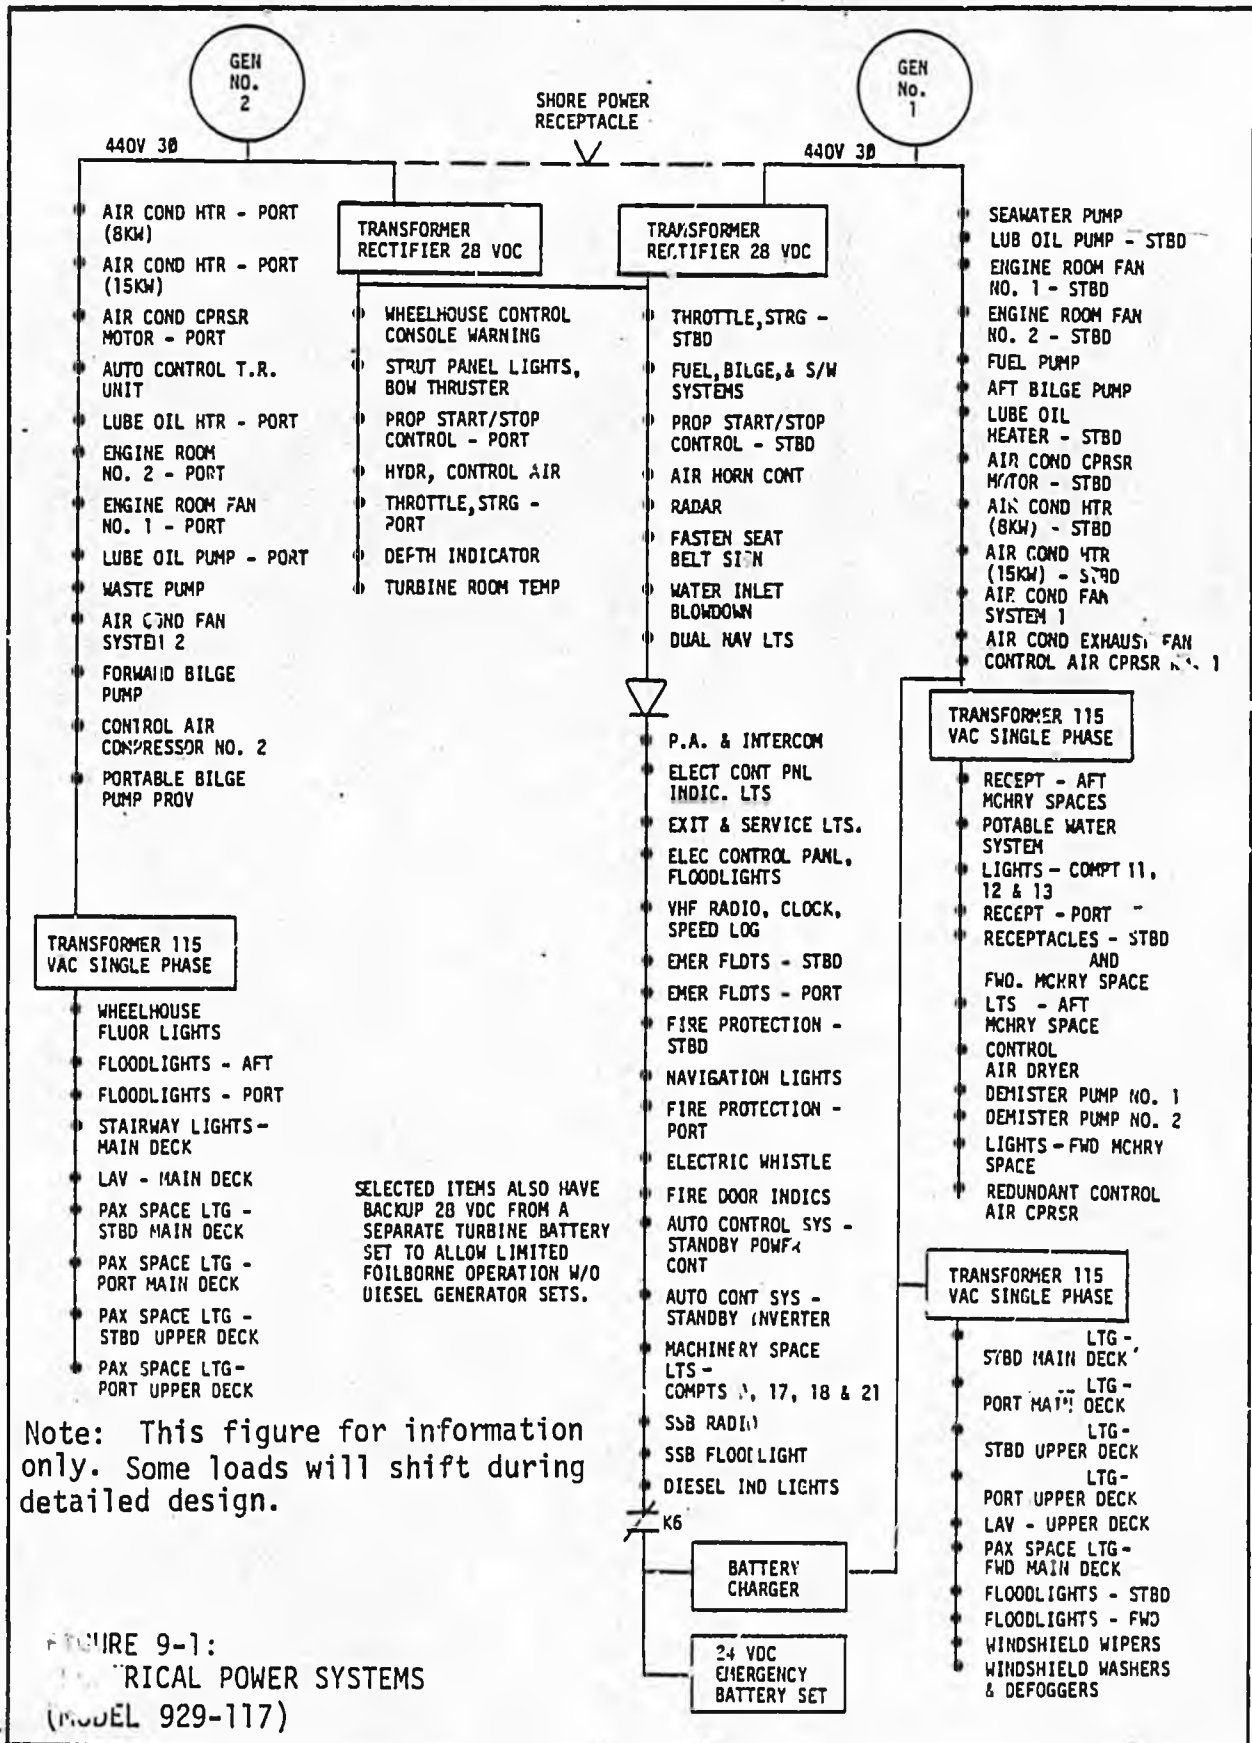 GEN
NO.
2
SHORE POWER
RECEPTACLE
GEN
No.
1
440V 3Ø
440V 3Ø
AIR COND HTR - PORT
(8KW)
AIR COND HTR - PORT
(15KW)
AIR COND CPRSR
MOTOR - PORT
AUTO CONTROL T.R.
UNIT
LUBE OIL HTR - PORT
ENGINE ROOM
NO. 2 - PORT
ENGINE ROOM FAN
NO. 1 - PORT
LUBE OIL PUMP - PORT
WASTE PUMP
AIR COND FAN
SYSTEM 2
FORWARD BILGE
PUMP
CONTROL AIR
COMPRESSOR NO. 2
PORTABLE BILGE
PUMP PROV
TRANSFORMER 115
VAC SINGLE PHASE
WHEELHOUSE
FLUOR LIGHTS
FLOODLIGHTS - AFT
FLOODLIGHTS - PORT
STAIRWAY LIGHTS-
MAIN DECK
LAV - MAIN DECK
PAX SPACE LTG -
STBD MAIN DECK
PAX SPACE LTG -
PORT MAIN DECK
PAX SPACE LTG -
STBD UPPER DECK
PAX SPACE LTG-
PORT UPPER DECK
TRANSFORMER
RECTIFIER 28 VDC
WHEELHOUSE CONTROL
CONSOLE WARNING
STRUT PANEL LIGHTS,
BOW THRUSTER
PROP START/STOP
CONTROL - PORT
HYDR, CONTROL AIR
THROTTLE,STRG -
PORT
DEPTH INDICATOR
TURBINE ROOM TEMP
TRANSFORMER
RECTIFIER 28 VDC
THROTTLE,STRG -
STBD
FUEL,BILGE,& S/W
SYSTEMS
PROP START/STOP
CONTROL - STBD
AIR HORN CONT
RADAR
FASTEN SEAT
BELT SIGN
WATER INLET
BLOWDOWN
DUAL NAV LTS
P.A. & INTERCOM
ELECT CONT PNL
INDIC. LTS
EXIT & SERVICE LTS.
ELEC CONTROL PANL,
FLOODLIGHTS
VHF RADIO, CLOCK,
SPEED LOG
EMER FLDTS - STBD
EMER FLDTS - PORT
FIRE PROTECTION -
STBD
NAVIGATION LIGHTS
FIRE PROTECTION -
PORT
ELECTRIC WHISTLE
FIRE DOOR INDICS
AUTO CONTROL SYS -
STANDBY POWER
CONT
AUTO CONT SYS -
STANDBY INVERTER
MACHINERY SPACE
LTS -
COMPTS , 17, 18 & 21
SSB RADIO
SSB FLOODLIGHT
DIESEL IND LIGHTS
K6
BATTERY
CHARGER
24 VDC
EMERGENCY
BATTERY SET
SEAWATER PUMP
LUB OIL PUMP - STBD
ENGINE ROOM FAN
NO. 1 - STBD
ENGINE ROOM FAN
NO. 2 - STBD
FUEL PUMP
AFT BILGE PUMP
LUBE OIL
HEATER - STBD
AIR COND CPRSR
MOTOR - STBD
AIR COND HTR
(8KW) - STBD
AIR COND HTR
(15KW) - STBD
AIR COND FAN
SYSTEM 1
AIR COND EXHAUST FAN
CONTROL AIR CPRSR NO. 1
TRANSFORMER 115
VAC SINGLE PHASE
RECEPT - AFT
MCHRY SPACES
POTABLE WATER
SYSTEM
LIGHTS - COMPT 11,
12 & 13
RECEPT - PORT
RECEPTACLES - STBD
AND
FWD. MCHRY SPACE
LTS - AFT
MCHRY SPACE
CONTROL
AIR DRYER
DEMISTER PUMP NO. 1
DEMISTER PUMP NO. 2
LIGHTS - FWD MCHRY
SPACE
REDUNDANT CONTROL
AIR CPRSR
TRANSFORMER 115
VAC SINGLE PHASE
LTG -
STBD MAIN DECK
LTG -
PORT MAIN DECK
LTG-
STBD UPPER DECK
LTG-
PORT UPPER DECK
LAV - UPPER DECK
PAX SPACE LTG-
FWD MAIN DECK
FLOODLIGHTS - STBD
FLOODLIGHTS - FWD
WINDSHIELD WIPERS
WINDSHIELD WASHERS
& DEFOGGERS
SELECTED ITEMS ALSO HAVE
BACKUP 28 VDC FROM A
SEPARATE TURBINE BATTERY
SET TO ALLOW LIMITED
FOILBORNE OPERATION W/O
DIESEL GENERATOR SETS.
Note: This figure for information
only. Some loads will shift during
detailed design.
FIGURE 9-1:
RICAL POWER SYSTEMS
(MODEL 929-117)